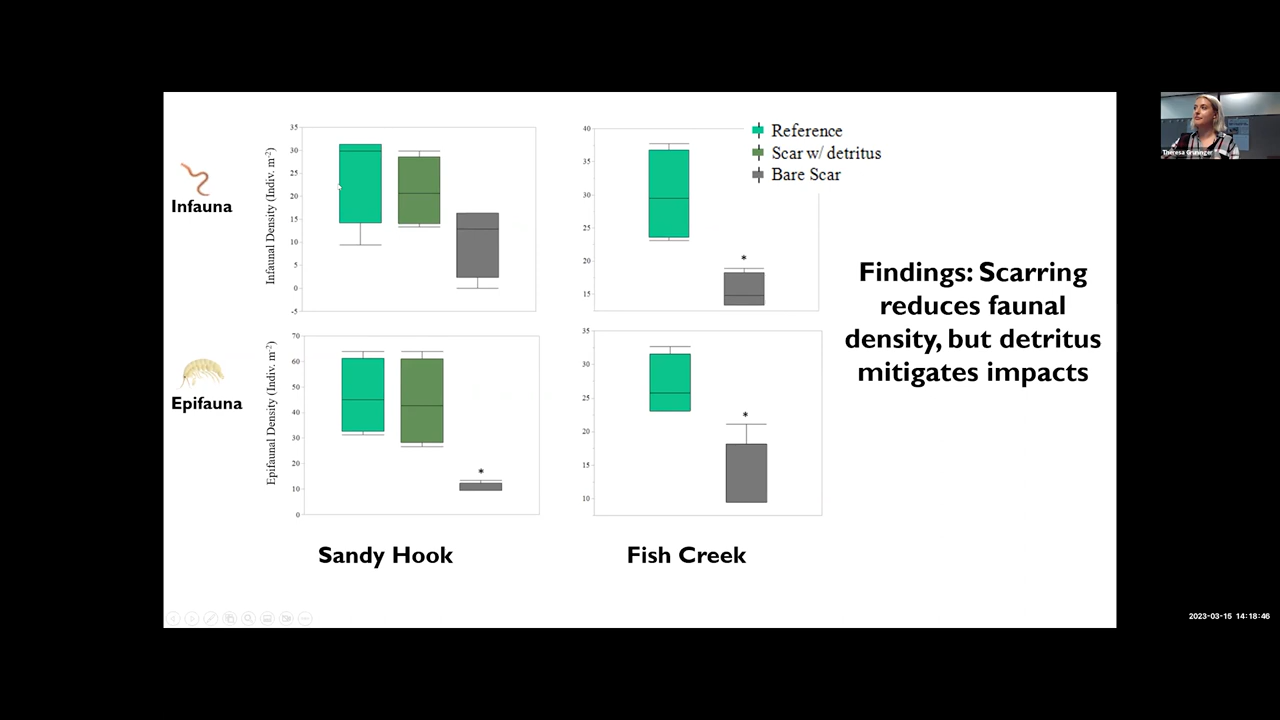 Reference
Scar w/ detritus
Bare Scar
Infauna
Infaunal Density (Indiv. m⁻²)
35
30
25
20
15
10
5
0
-5
40
35
30
25
20
15
*
Epifauna
Epifaunal Density (Indiv. m⁻²)
70
60
50
40
30
20
10
0
*
35
30
25
20
15
10
*
Findings: Scarring
reduces faunal
density, but detritus
mitigates impacts
Sandy Hook
Fish Creek
2023-03-15 14:18:46